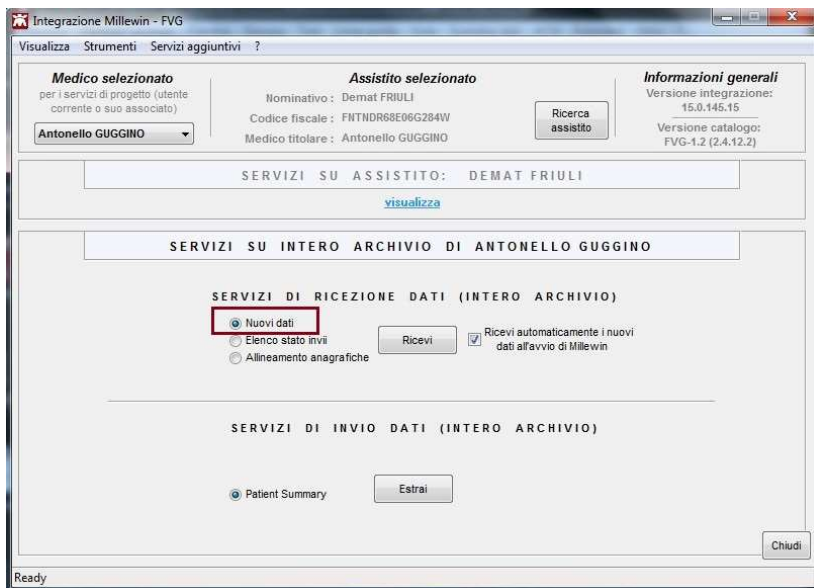 Integrazione Millewin - FVG
Visualizza Strumenti Servizi aggiuntivi ?
Medico selezionato
per i servizi di progetto (utente
corrente o suo associato)
Antonello GUGGINO
Assistito selezionato
Nominativo : Demat FRIULI
Codice fiscale : FNTNDR68E06G284W
Medico titolare : Antonello GUGGINO
Ricerca
assistito
Informazioni generali
Versione integrazione:
15.0.145.15
Versione catalogo:
FVG-1.2 (2.4.12.2)
SERVIZI SU ASSISTITO: DEMAT FRIULI
visualizza
SERVIZI SU INTERO ARCHIVIO DI ANTONELLO GUGGINO
SERVIZI DI RICEZIONE DATI (INTERO ARCHIVIO)
Nuovi dati
Elenco stato invii
Allineamento anagrafiche
Ricevi
Ricevi automaticamente i nuovi
dati all'avvio di Millewin
SERVIZI DI INVIO DATI (INTERO ARCHIVIO)
Patient Summary
Estrai
Chiudi
Ready